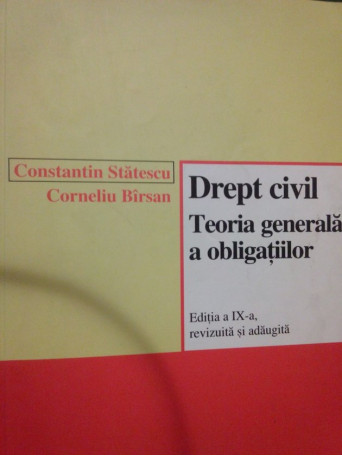 Constantin Stătescu
Corneliu Bîrsan
Drept civil
Teoria generală
a obligațiilor
Ediția a IX-a,
revizuită și adăugită